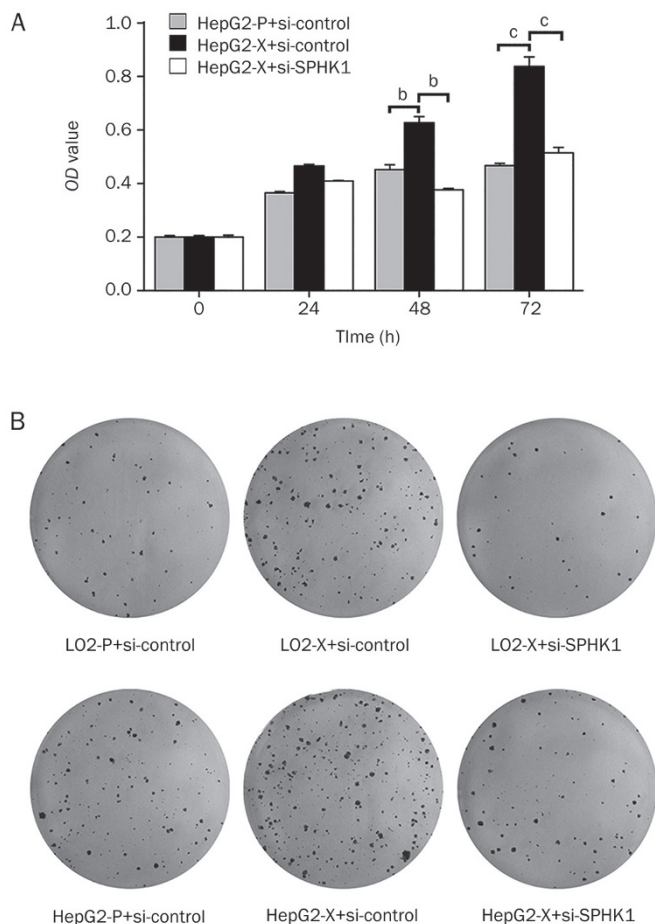 A
HepG2-P+si-control
HepG2-X+si-control
HepG2-X+si-SPHK1
1.0
0.8
0.6
0.4
0.2
0.0
OD value
b b
c c
0 24 48 72
TIme (h)
B
LO2-P+si-control LO2-X+si-control LO2-X+si-SPHK1
HepG2-P+si-control HepG2-X+si-control HepG2-X+si-SPHK1